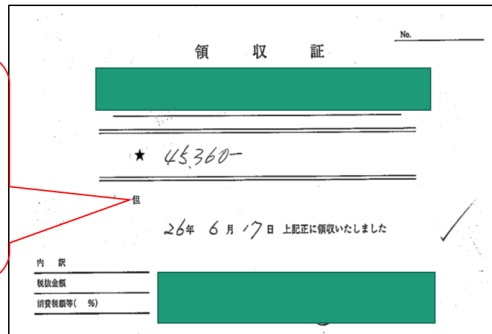 No.
領 収 証
★ 45,360-
但
26年 6月 17日 上記正に領収いたしました
内 訳
税抜金額
消費税額等( %)